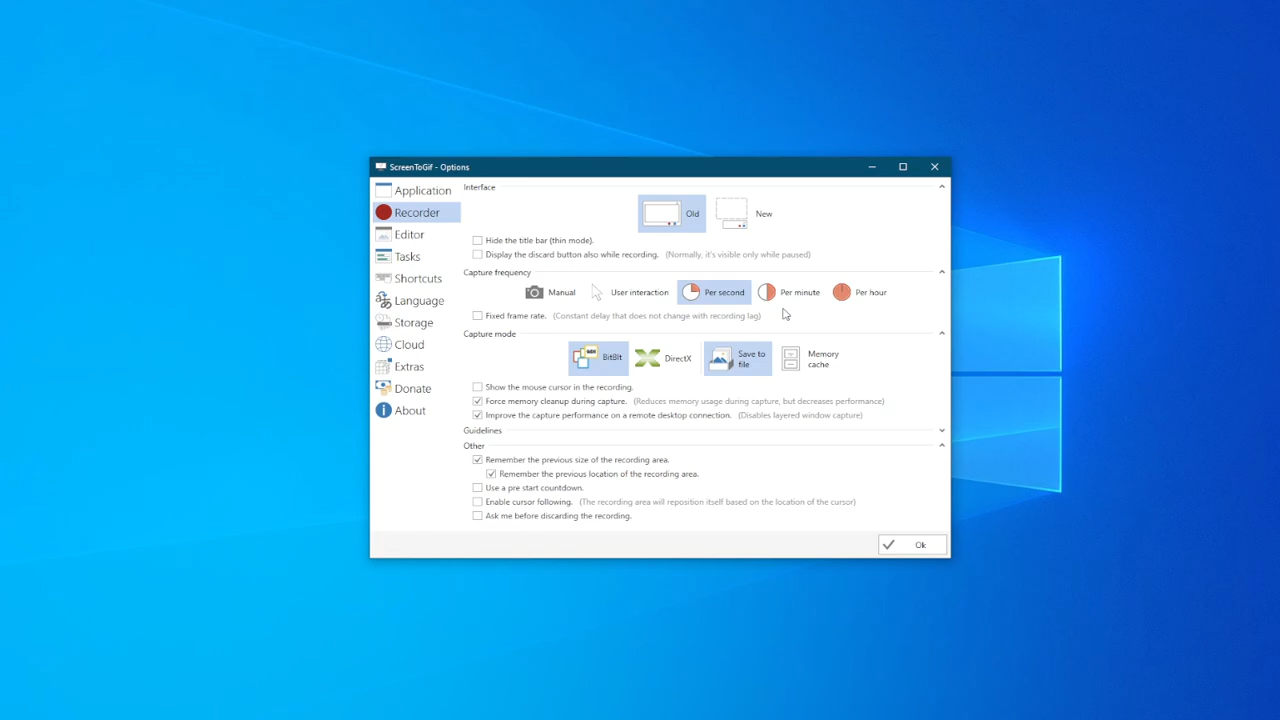 ScreenToGif - Options
Application
Recorder
Editor
Tasks
Shortcuts
Language
Storage
Cloud
Extras
Donate
About
Interface
Old
New
Hide the title bar (thin mode).
Display the discard button also while recording. (Normally, it's visible only while paused)
Capture frequency
Manual
User interaction
Per second
Per minute
Per hour
Fixed frame rate. (Constant delay that does not change with recording lag)
Capture mode
BitBlt
DirectX
Save to
file
Memory
cache
Show the mouse cursor in the recording.
Force memory cleanup during capture. (Reduces memory usage during capture, but decreases performance)
Improve the capture performance on a remote desktop connection. (Disables layered window capture)
Guidelines
Other
Remember the previous size of the recording area.
Remember the previous location of the recording area.
Use a pre start countdown.
Enable cursor following. (The recording area will reposition itself based on the location of the cursor)
Ask me before discarding the recording.
Ok